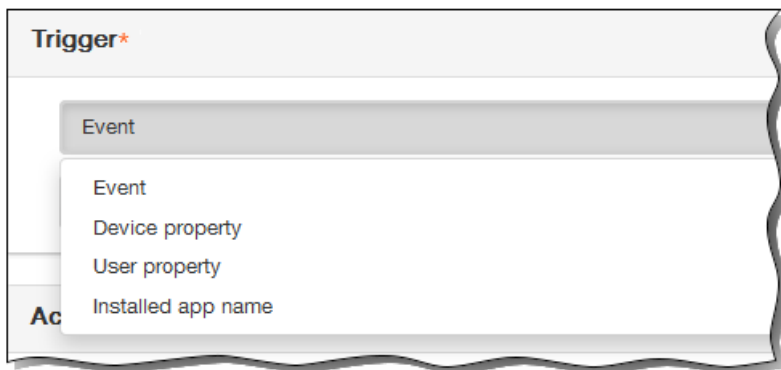 Trigger*
Event
Event
Device property
User property
Installed app name
Ac